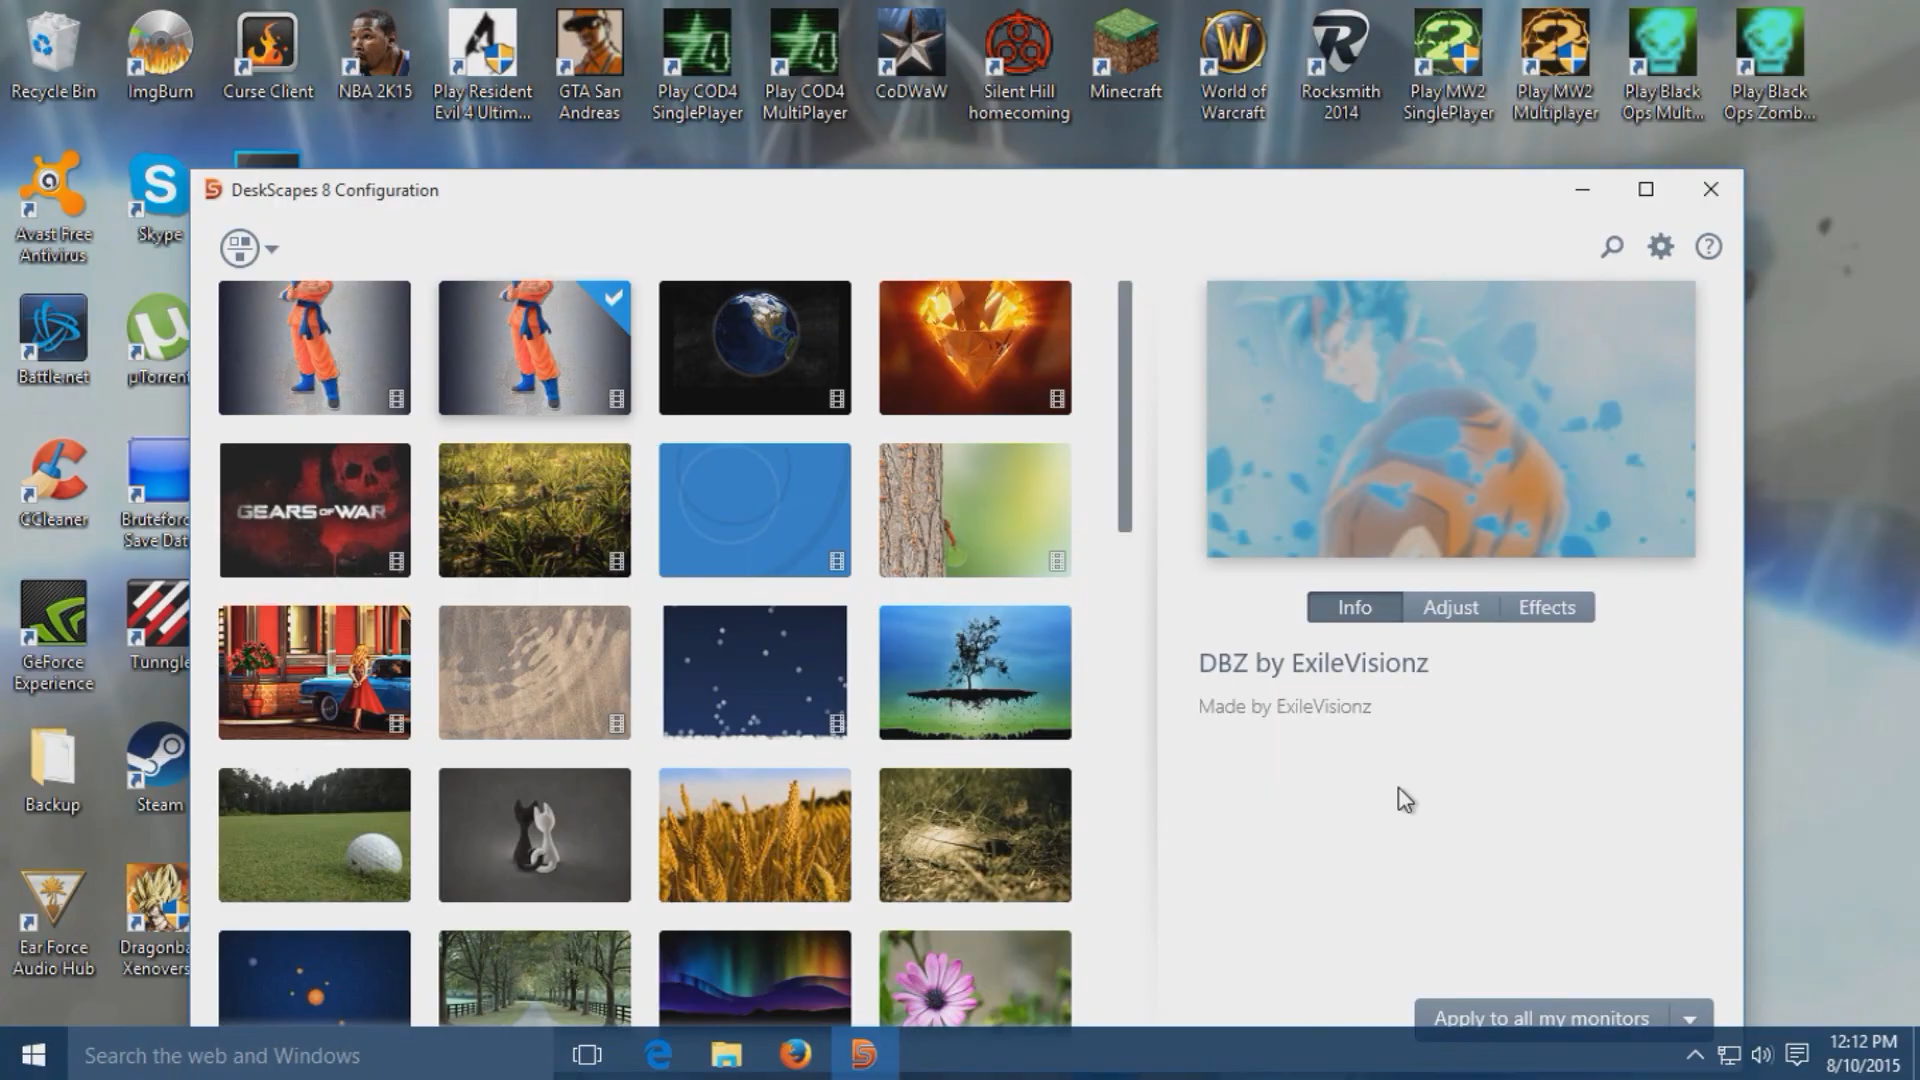 Recycle Bin
ImgBurn
Curse Client
NBA 2K15
Play Resident
Evil 4 Ultim...
GTA San
Andreas
Play COD4
SinglePlayer
Play COD4
MultiPlayer
CoDWaW
Silent Hill
homecoming
Minecraft
World of
Warcraft
Rocksmith
2014
Play MW2
SinglePlayer
Play MW2
Multiplayer
Play Black
Ops Mult...
Play Black
Ops Zomb...
Avast Free
Antivirus
Skype
DeskScapes 8 Configuration
Battle.net
µTorrent
GEARS OF WAR
CCleaner
Bruteforc
Save Dat
Info
Adjust
Effects
DBZ by ExileVisionz
Made by ExileVisionz
GeForce
Experience
Tunngle
Backup
Steam
Ear Force
Audio Hub
Dragonba
Xenovers
Apply to all my monitors
Search the web and Windows
12:12 PM
8/10/2015